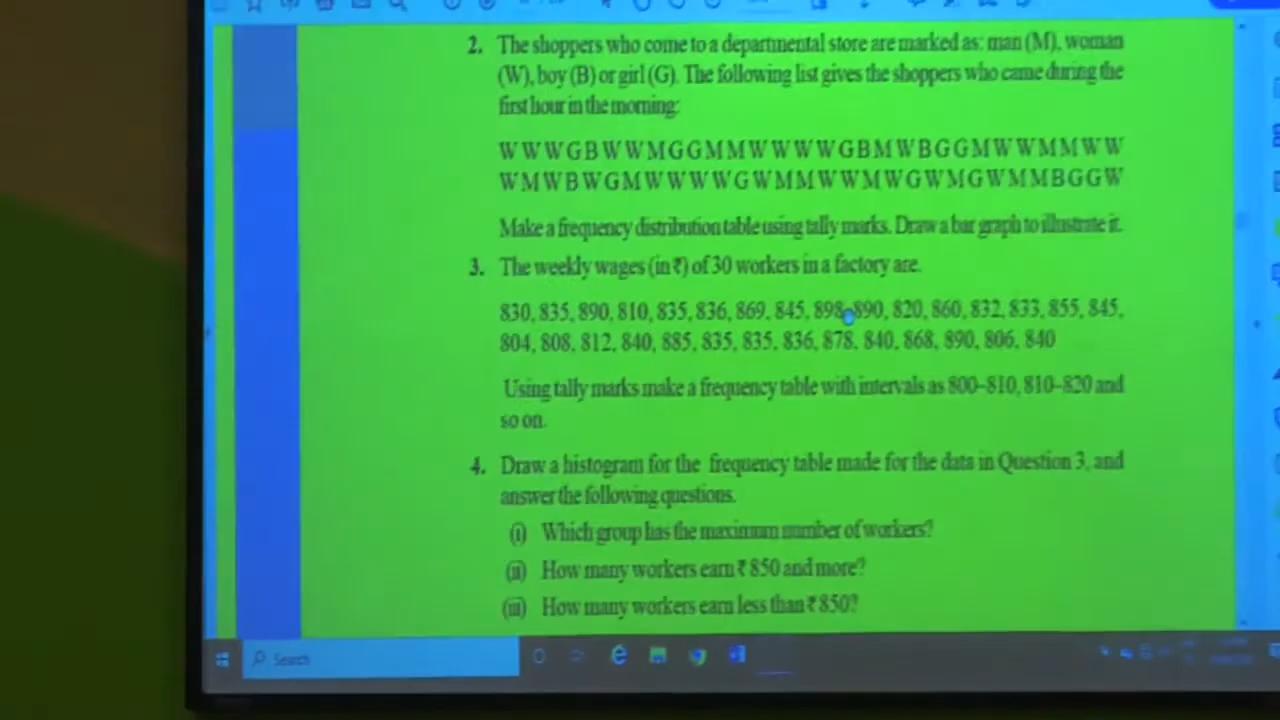 2. The shoppers who come to a departmental store are marked as: man (M), woman
(W), boy (B) or girl (G). The following list gives the shoppers who came during the
first hour in the morning:
W W W G B W W M G G M M W W W W G B M W B G G M W W M M W W
W M W B W G M W W W W G W M M W W M W G W M G W M M B G G W
Make a frequency distribution table using tally marks. Draw a bar graph to illustrate it.
3. The weekly wages (in ₹) of 30 workers in a factory are.
830, 835, 890, 810, 835, 836, 869, 845, 898, 890, 820, 860, 832, 833, 855, 845,
804, 808, 812, 840, 885, 835, 835, 836, 878, 840, 868, 890, 806, 840
Using tally marks make a frequency table with intervals as 800–810, 810–820 and
so on.
4. Draw a histogram for the frequency table made for the data in Question 3, and
answer the following questions.
(i) Which group has the maximum number of workers?
(ii) How many workers earn ₹ 850 and more?
(iii) How many workers earn less than ₹ 850?
Search